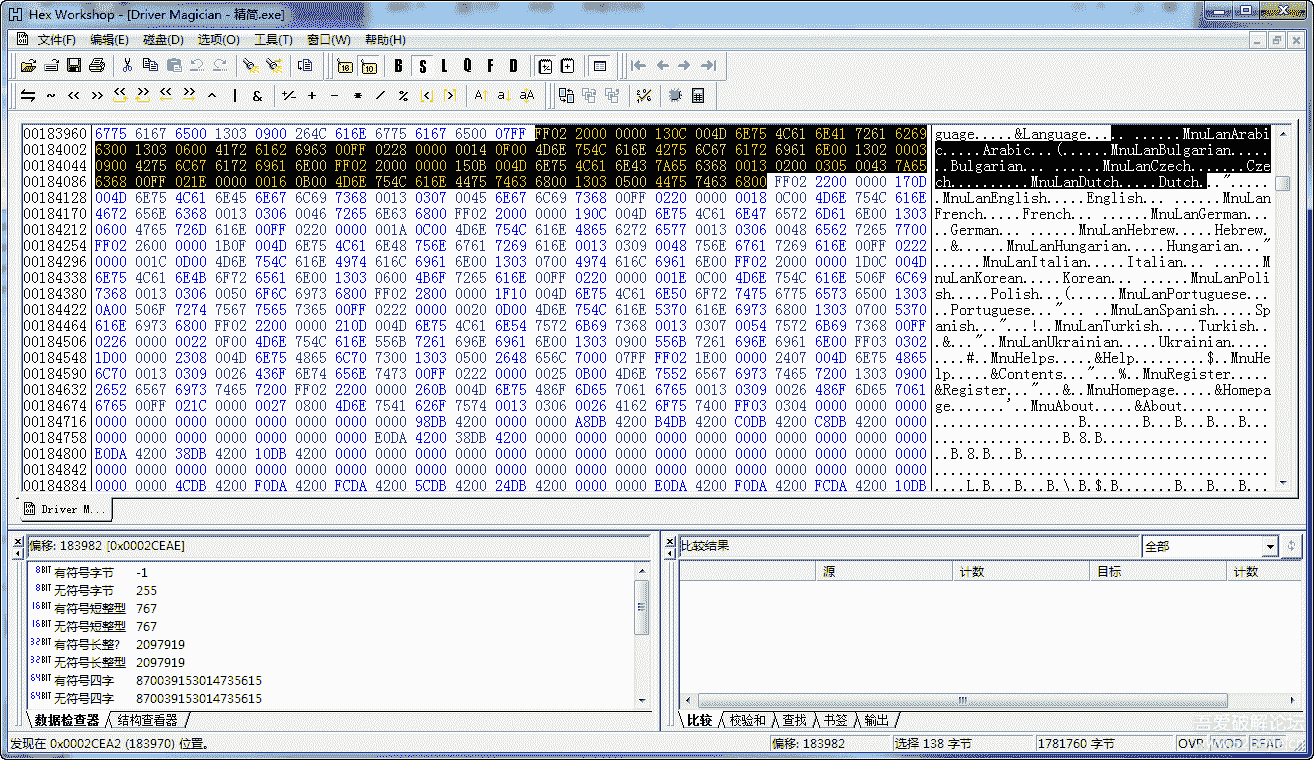 Hex Workshop - [Driver Magician - 精简.exe]
文件(F) 编辑(E) 磁盘(D) 选项(O) 工具(T) 窗口(W) 帮助(H)
B S L Q F D
00183960 6775 6167 6500 1303 0900 264C 616E 6775 6167 6500 07FF FF02 2000 0000 130C 004D 6E75 4C61 6E41 7261 6269 guage.....&Language... .. ......MnuLanArabi
00184002 6300 1303 0600 4172 6162 6963 00FF 0228 0000 0014 0F00 4D6E 754C 616E 4275 6C67 6172 6961 6E00 1302 0003 c.....Arabic...(......MnuLanBulgarian.....
00184044 0900 4275 6C67 6172 6961 6E00 FF02 2000 0000 150B 004D 6E75 4C61 6E43 7A65 6368 0013 0200 0305 0043 7A65 ..Bulgarian... ......MnuLanCzech.......Cze
00184086 6368 00FF 021E 0000 0016 0B00 4D6E 754C 616E 4475 7463 6800 1303 0500 4475 7463 6800 FF02 2200 0000 170D ch..........MnuLanDutch.....Dutch...".....
00184128 004D 6E75 4C61 6E45 6E67 6C69 7368 0013 0307 0045 6E67 6C69 7368 00FF 0220 0000 0018 0C00 4D6E 754C 616E .MnuLanEnglish.....English... ......MnuLan
00184170 4672 656E 6368 0013 0306 0046 7265 6E63 6800 FF02 2000 0000 190C 004D 6E75 4C61 6E47 6572 6D61 6E00 1303 French.....French... ......MnuLanGerman...
00184212 0600 4765 726D 616E 00FF 0220 0000 001A 0C00 4D6E 754C 616E 4865 6272 6577 0013 0306 0048 6562 7265 7700 ..German... ......MnuLanHebrew.....Hebrew.
00184254 FF02 2600 0000 1B0F 004D 6E75 4C61 6E48 756E 6761 7269 616E 0013 0309 0048 756E 6761 7269 616E 00FF 0222 ..&......MnuLanHungarian.....Hungarian..."
00184296 0000 001C 0D00 4D6E 754C 616E 4974 616C 6961 6E00 1303 0700 4974 616C 6961 6E00 FF02 2000 0000 1D0C 004D ......MnuLanItalian.....Italian... ......M
00184338 6E75 4C61 6E4B 6F72 6561 6E00 1303 0600 4B6F 7265 616E 00FF 0220 0000 001E 0C00 4D6E 754C 616E 506F 6C69 nuLanKorean.....Korean... ......MnuLanPoli
00184380 7368 0013 0306 0050 6F6C 6973 6800 FF02 2800 0000 1F10 004D 6E75 4C61 6E50 6F72 7475 6775 6573 6500 1303 sh.....Polish...(......MnuLanPortuguese...
00184422 0A00 506F 7274 7567 7565 7365 00FF 0222 0000 0020 0D00 4D6E 754C 616E 5370 616E 6973 6800 1303 0700 5370 ..Portuguese..."... ..MnuLanSpanish.....Sp
00184464 616E 6973 6800 FF02 2200 0000 210D 004D 6E75 4C61 6E54 7572 6B69 7368 0013 0307 0054 7572 6B69 7368 00FF anish..."...!..MnuLanTurkish.....Turkish..
00184506 0226 0000 0022 0F00 4D6E 754C 616E 556B 7261 696E 6961 6E00 1303 0900 556B 7261 696E 6961 6E00 FF03 0302 .&..."..MnuLanUkrainian.....Ukrainian.....
00184548 1D00 0000 2308 004D 6E75 4865 6C70 7300 1303 0500 2648 656C 7000 07FF FF02 1E00 0000 2407 004D 6E75 4865 ....#..MnuHelps.....&Help.........$..MnuHe
00184590 6C70 0013 0309 0026 436F 6E74 656E 7473 00FF 0222 0000 0025 0B00 4D6E 7552 6567 6973 7465 7200 1303 0900 lp.....&Contents..."...%..MnuRegister.....
00184632 2652 6567 6973 7465 7200 FF02 2200 0000 260B 004D 6E75 486F 6D65 7061 6765 0013 0309 0026 486F 6D65 7061 &Register..."...&..MnuHomepage.....&Homepa
00184674 6765 00FF 021C 0000 0027 0800 4D6E 7541 626F 7574 0013 0306 0026 4162 6F75 7400 FF03 0304 0000 0000 0000 ge.......'..MnuAbout.....&About...........
00184716 0000 0000 0000 0000 0000 0000 0000 0000 98DB 4200 0000 0000 A8DB 4200 B4DB 4200 C0DB 4200 C8DB 4200 0000 ..................B.......B...B...B...B...
00184758 0000 0000 0000 0000 0000 0000 0000 E0DA 4200 38DB 4200 0000 0000 0000 0000 0000 0000 0000 0000 0000 0000 ................B.8.B.....................
00184800 E0DA 4200 38DB 4200 10DB 4200 0000 0000 0000 0000 0000 0000 0000 0000 0000 0000 0000 0000 0000 0000 0000 ..B.8.B...B...............................
00184842 0000 0000 0000 0000 0000 0000 0000 0000 0000 0000 0000 0000 0000 0000 0000 0000 0000 0000 0000 0000 0000 ..........................................
00184884 0000 0000 4CDB 4200 F0DA 4200 FCDA 4200 5CDB 4200 24DB 4200 0000 0000 E0DA 4200 F0DA 4200 FCDA 4200 10DB ....L.B...B...B.\.B.$.B.......B...B...B...
Driver M...
偏移: 183982 [0x0002CEAE]
8BIT 有符号字节 -1
8BIT 无符号字节 255
16BIT 有符号短整型 767
16BIT 无符号短整型 767
32BIT 有符号长整? 2097919
32BIT 无符号长整型 2097919
64BIT 有符号四字 870039153014735615
64BIT 无符号四字 870039153014735615
数据检查器 结构查看器
比较结果 全部
源 计数 目标 计数
比较 校验和 查找 书签 输出
吾爱破解论坛
发现在 0x0002CEA2 (183970) 位置。 偏移: 183982 选择 138 字节 1781760 字节 OVR MOD READ